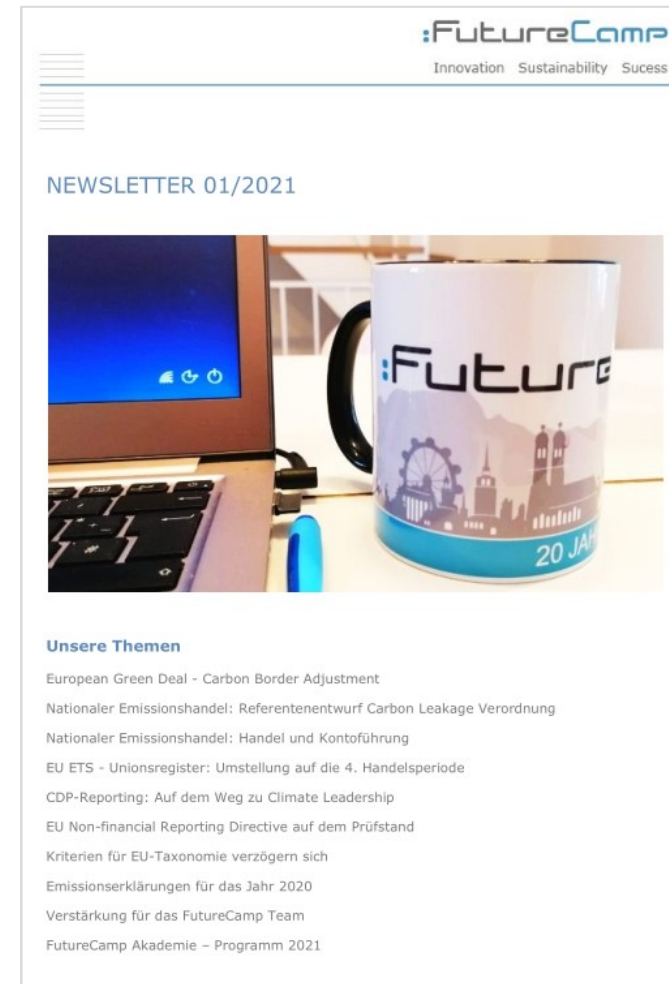 :FutureCamp
Innovation Sustainability Sucess
NEWSLETTER 01/2021
:Future
20 JAH
Unsere Themen
European Green Deal - Carbon Border Adjustment
Nationaler Emissionshandel: Referentenentwurf Carbon Leakage Verordnung
Nationaler Emissionshandel: Handel und Kontoführung
EU ETS - Unionsregister: Umstellung auf die 4. Handelsperiode
CDP-Reporting: Auf dem Weg zu Climate Leadership
EU Non-financial Reporting Directive auf dem Prüfstand
Kriterien für EU-Taxonomie verzögern sich
Emissionserklärungen für das Jahr 2020
Verstärkung für das FutureCamp Team
FutureCamp Akademie – Programm 2021